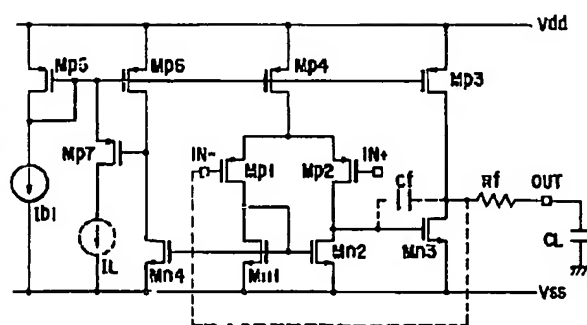 Vdd
Mp5
Mp6
Mp4
Mp3
Mp7
IN-
Mp1
Mp2
IN+
Cf
Rf
OUT
Ib1
IL
Mn4
Mn1
Mn2
Mn3
CL
Vss